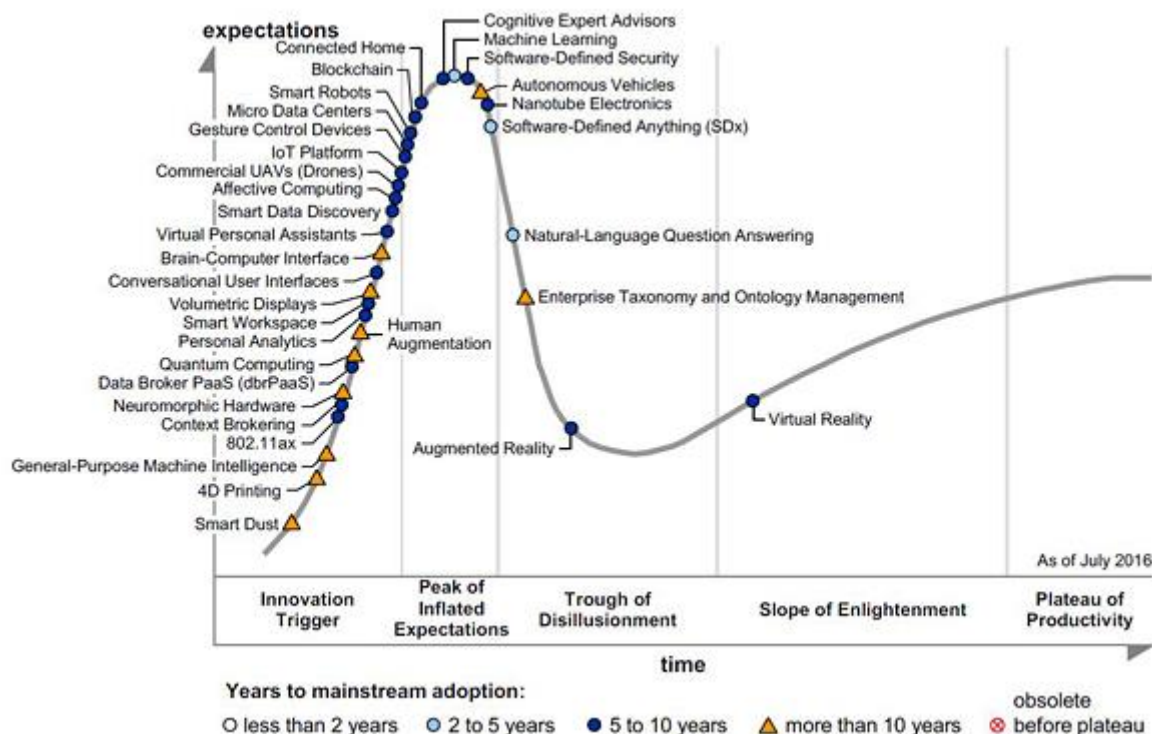 expectations
Connected Home
Blockchain
Smart Robots
Micro Data Centers
Gesture Control Devices
IoT Platform
Commercial UAVs (Drones)
Affective Computing
Smart Data Discovery
Virtual Personal Assistants
Brain-Computer Interface
Conversational User Interfaces
Volumetric Displays
Smart Workspace
Personal Analytics
Quantum Computing
Data Broker PaaS (dbrPaaS)
Neuromorphic Hardware
Context Brokering
802.11ax
General-Purpose Machine Intelligence
4D Printing
Smart Dust
Human
Augmentation
Cognitive Expert Advisors
Machine Learning
Software-Defined Security
Autonomous Vehicles
Nanotube Electronics
Software-Defined Anything (SDx)
Natural-Language Question Answering
Enterprise Taxonomy and Ontology Management
Augmented Reality
Virtual Reality
As of July 2016
Innovation
Trigger
Peak of
Inflated
Expectations
Trough of
Disillusionment
Slope of Enlightenment
Plateau of
Productivity
time
Years to mainstream adoption:
less than 2 years
2 to 5 years
5 to 10 years
more than 10 years
obsolete
before plateau